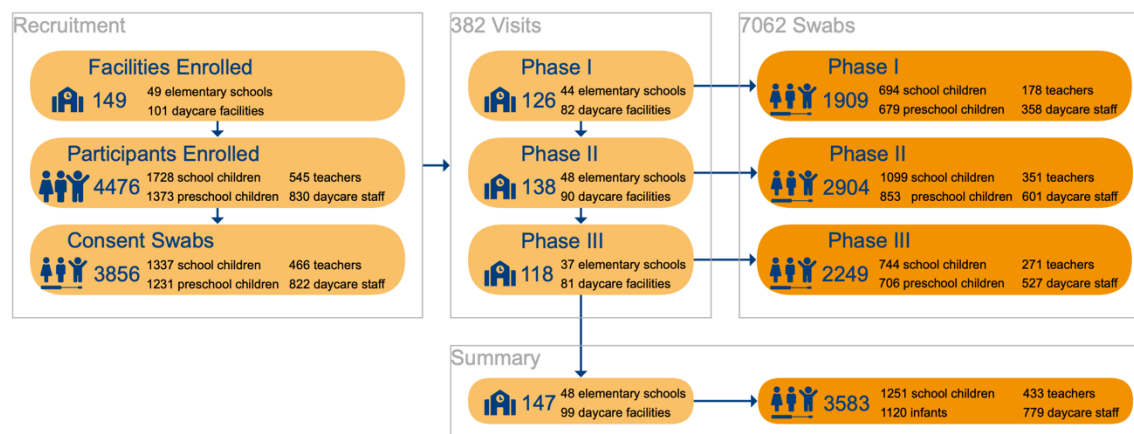 Recruitment
Facilities Enrolled
149
49 elementary schools
101 daycare facilities
Participants Enrolled
4476
1728 school children 545 teachers
1373 preschool children 830 daycare staff
Consent Swabs
3856
1337 school children 466 teachers
1231 preschool children 822 daycare staff
382 Visits
Phase I
126
44 elementary schools
82 daycare facilities
Phase II
138
48 elementary schools
90 daycare facilities
Phase III
118
37 elementary schools
81 daycare facilities
7062 Swabs
Phase I
1909
694 school children 178 teachers
679 preschool children 358 daycare staff
Phase II
2904
1099 school children 351 teachers
853 preschool children 601 daycare staff
Phase III
2249
744 school children 271 teachers
706 preschool children 527 daycare staff
Summary
147
48 elementary schools
99 daycare facilities
3583
1251 school children 433 teachers
1120 infants 779 daycare staff